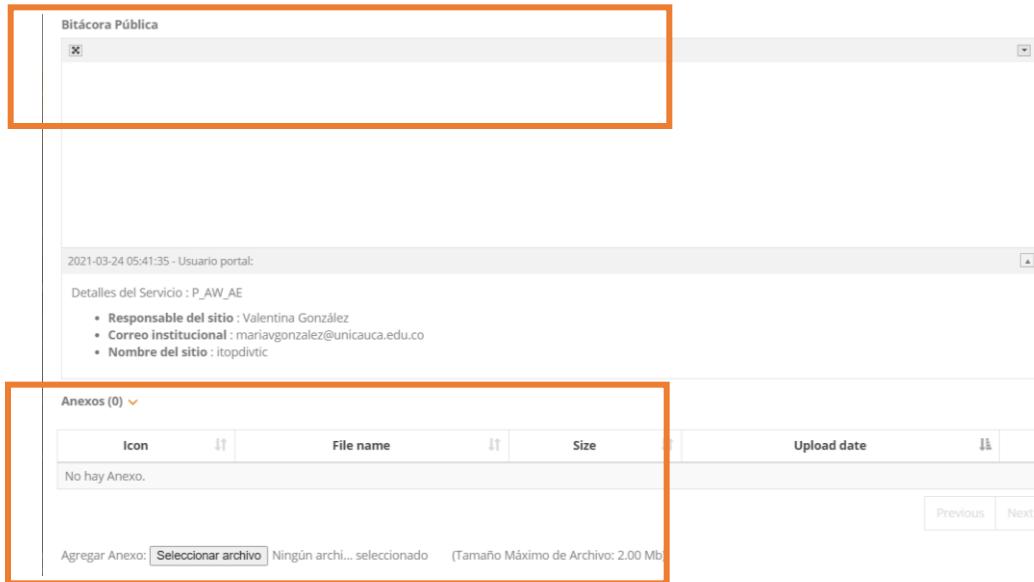 Bitácora Pública
2021-03-24 05:41:35 - Usuario portal:
Detalles del Servicio : P_AW_AE
• Responsable del sitio : Valentina González
• Correo institucional : mariavgonzalez@unicauca.edu.co
• Nombre del sitio : itopdivtic
Anexos (0)
Icon File name Size Upload date
No hay Anexo.
Previous Next
Agregar Anexo: Seleccionar archivo Ningún archi... seleccionado (Tamaño Máximo de Archivo: 2.00 Mb)